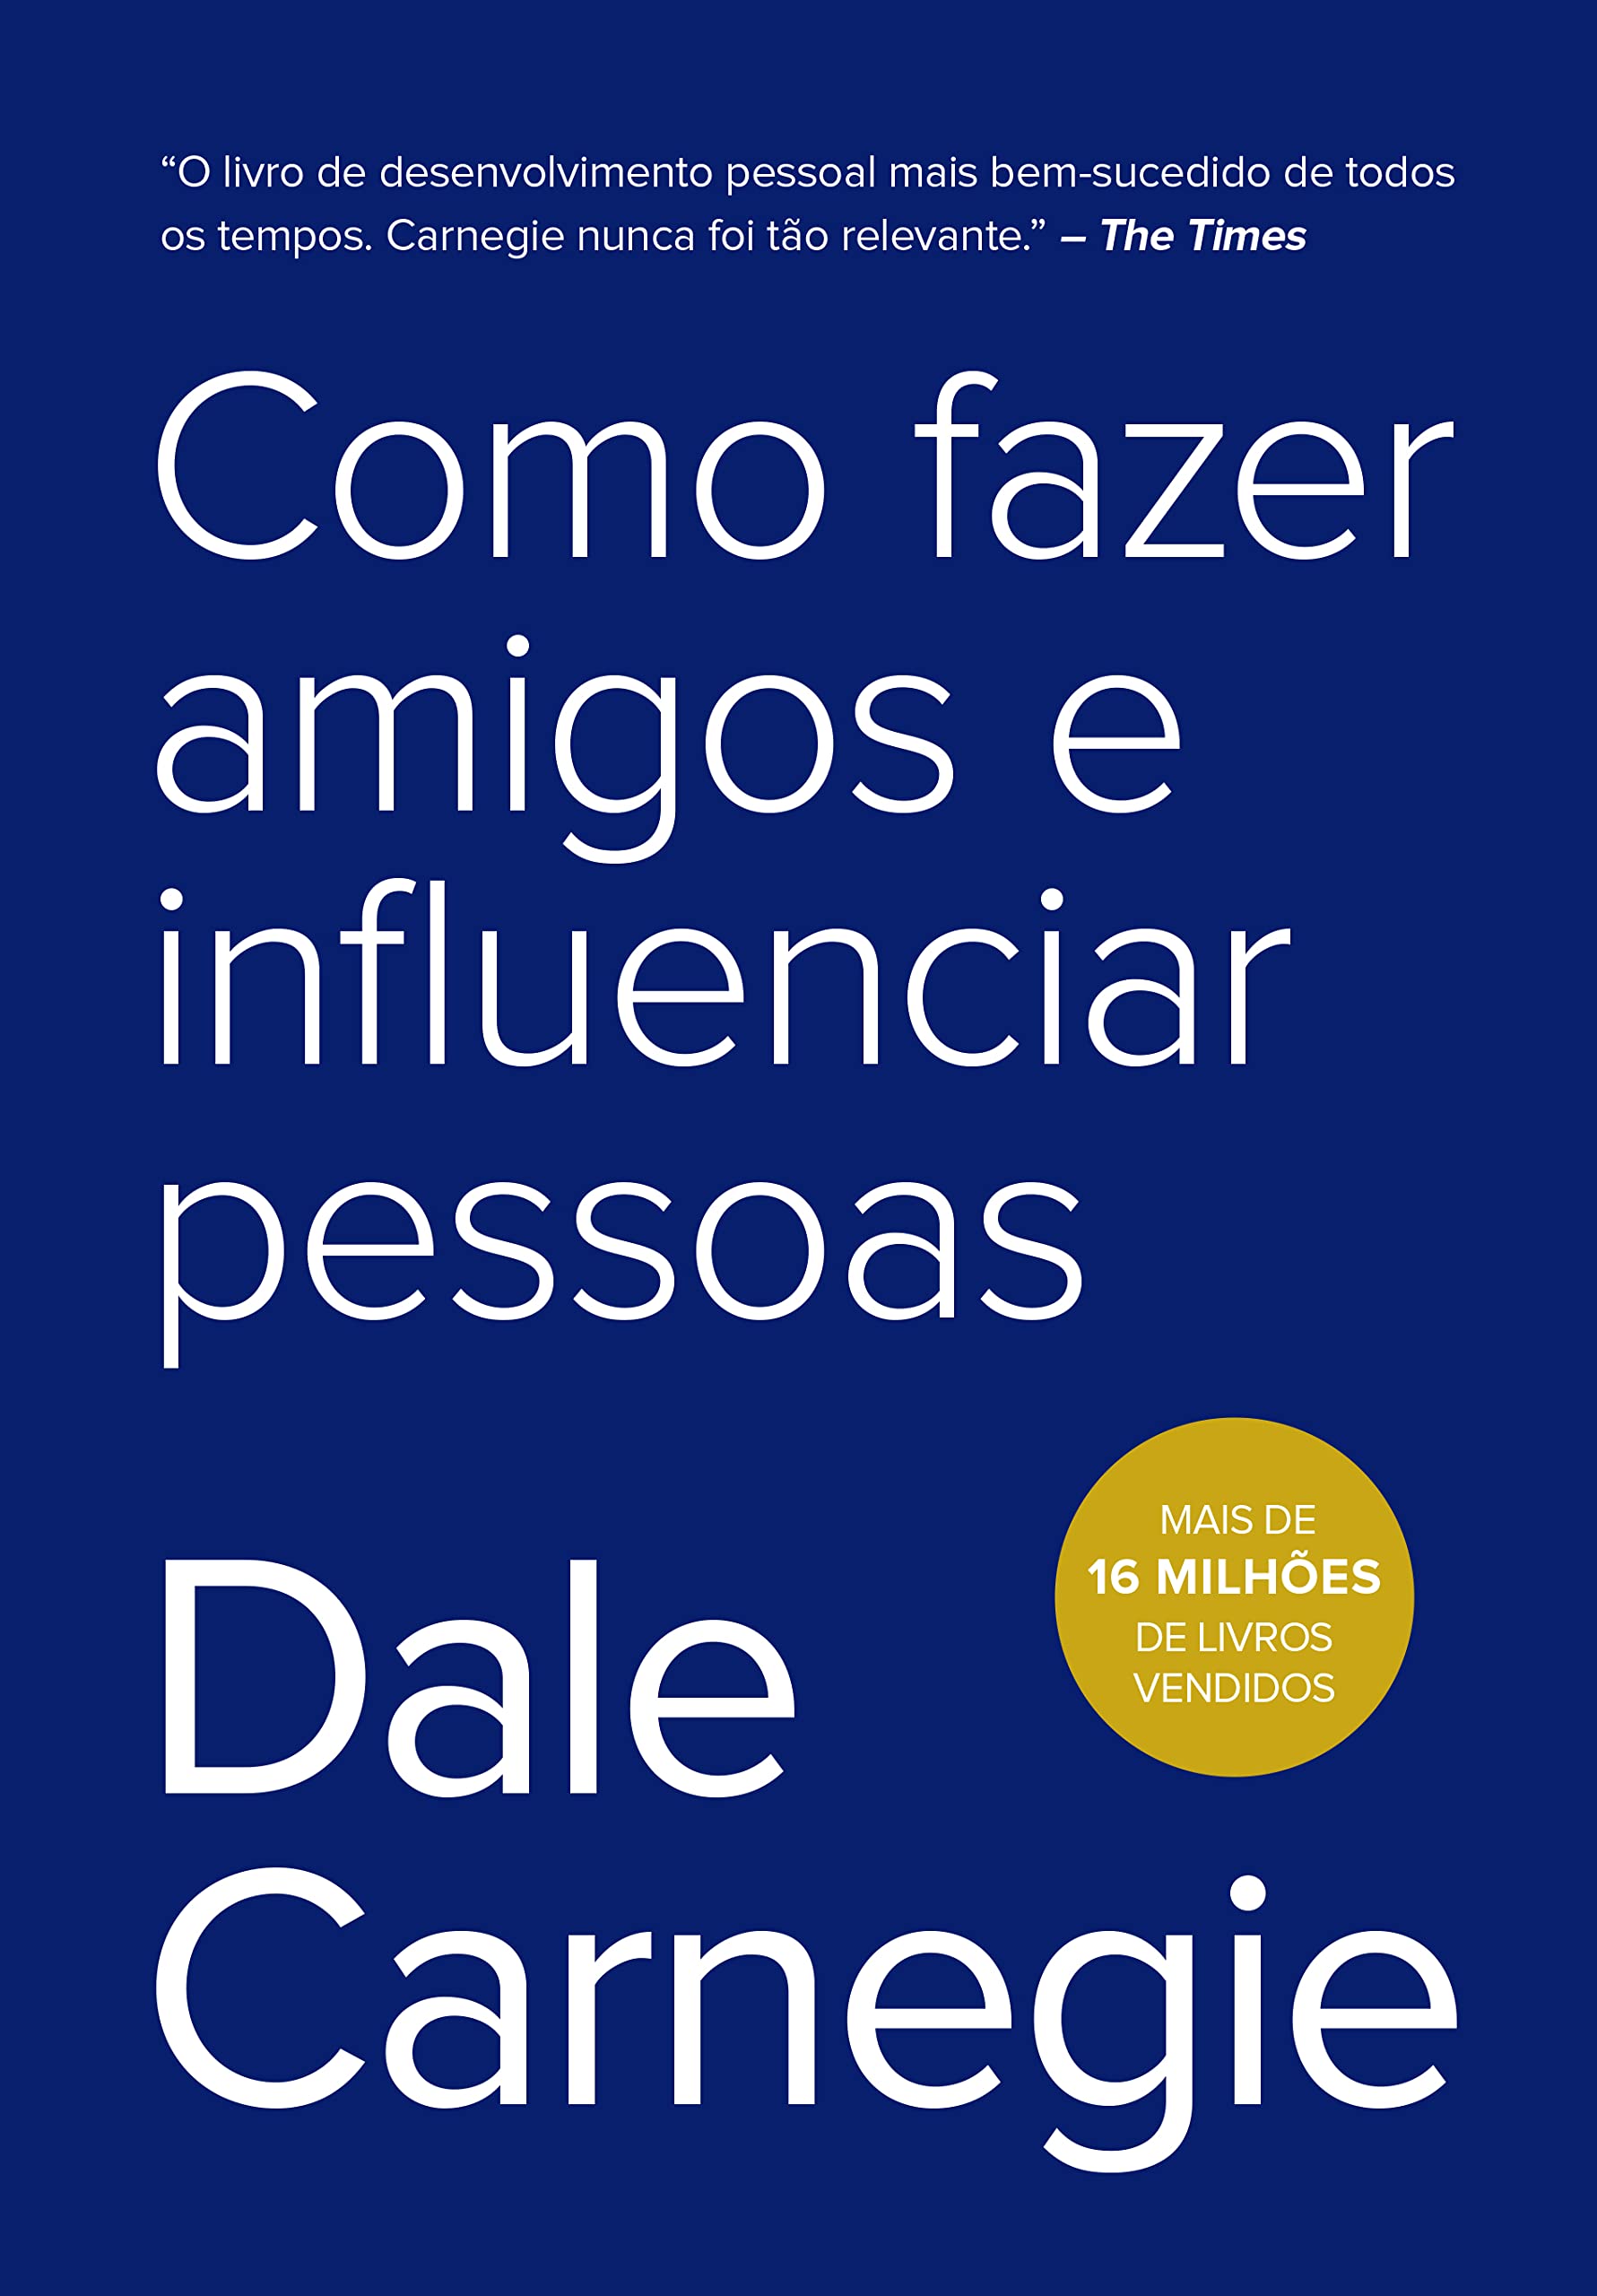 “O livro de desenvolvimento pessoal mais bem-sucedido de todos
os tempos. Carnegie nunca foi tão relevante.” – The Times
Como fazer
amigos e
influenciar
pessoas
MAIS DE
16 MILHÕES
DE LIVROS
VENDIDOS
Dale
Carnegie